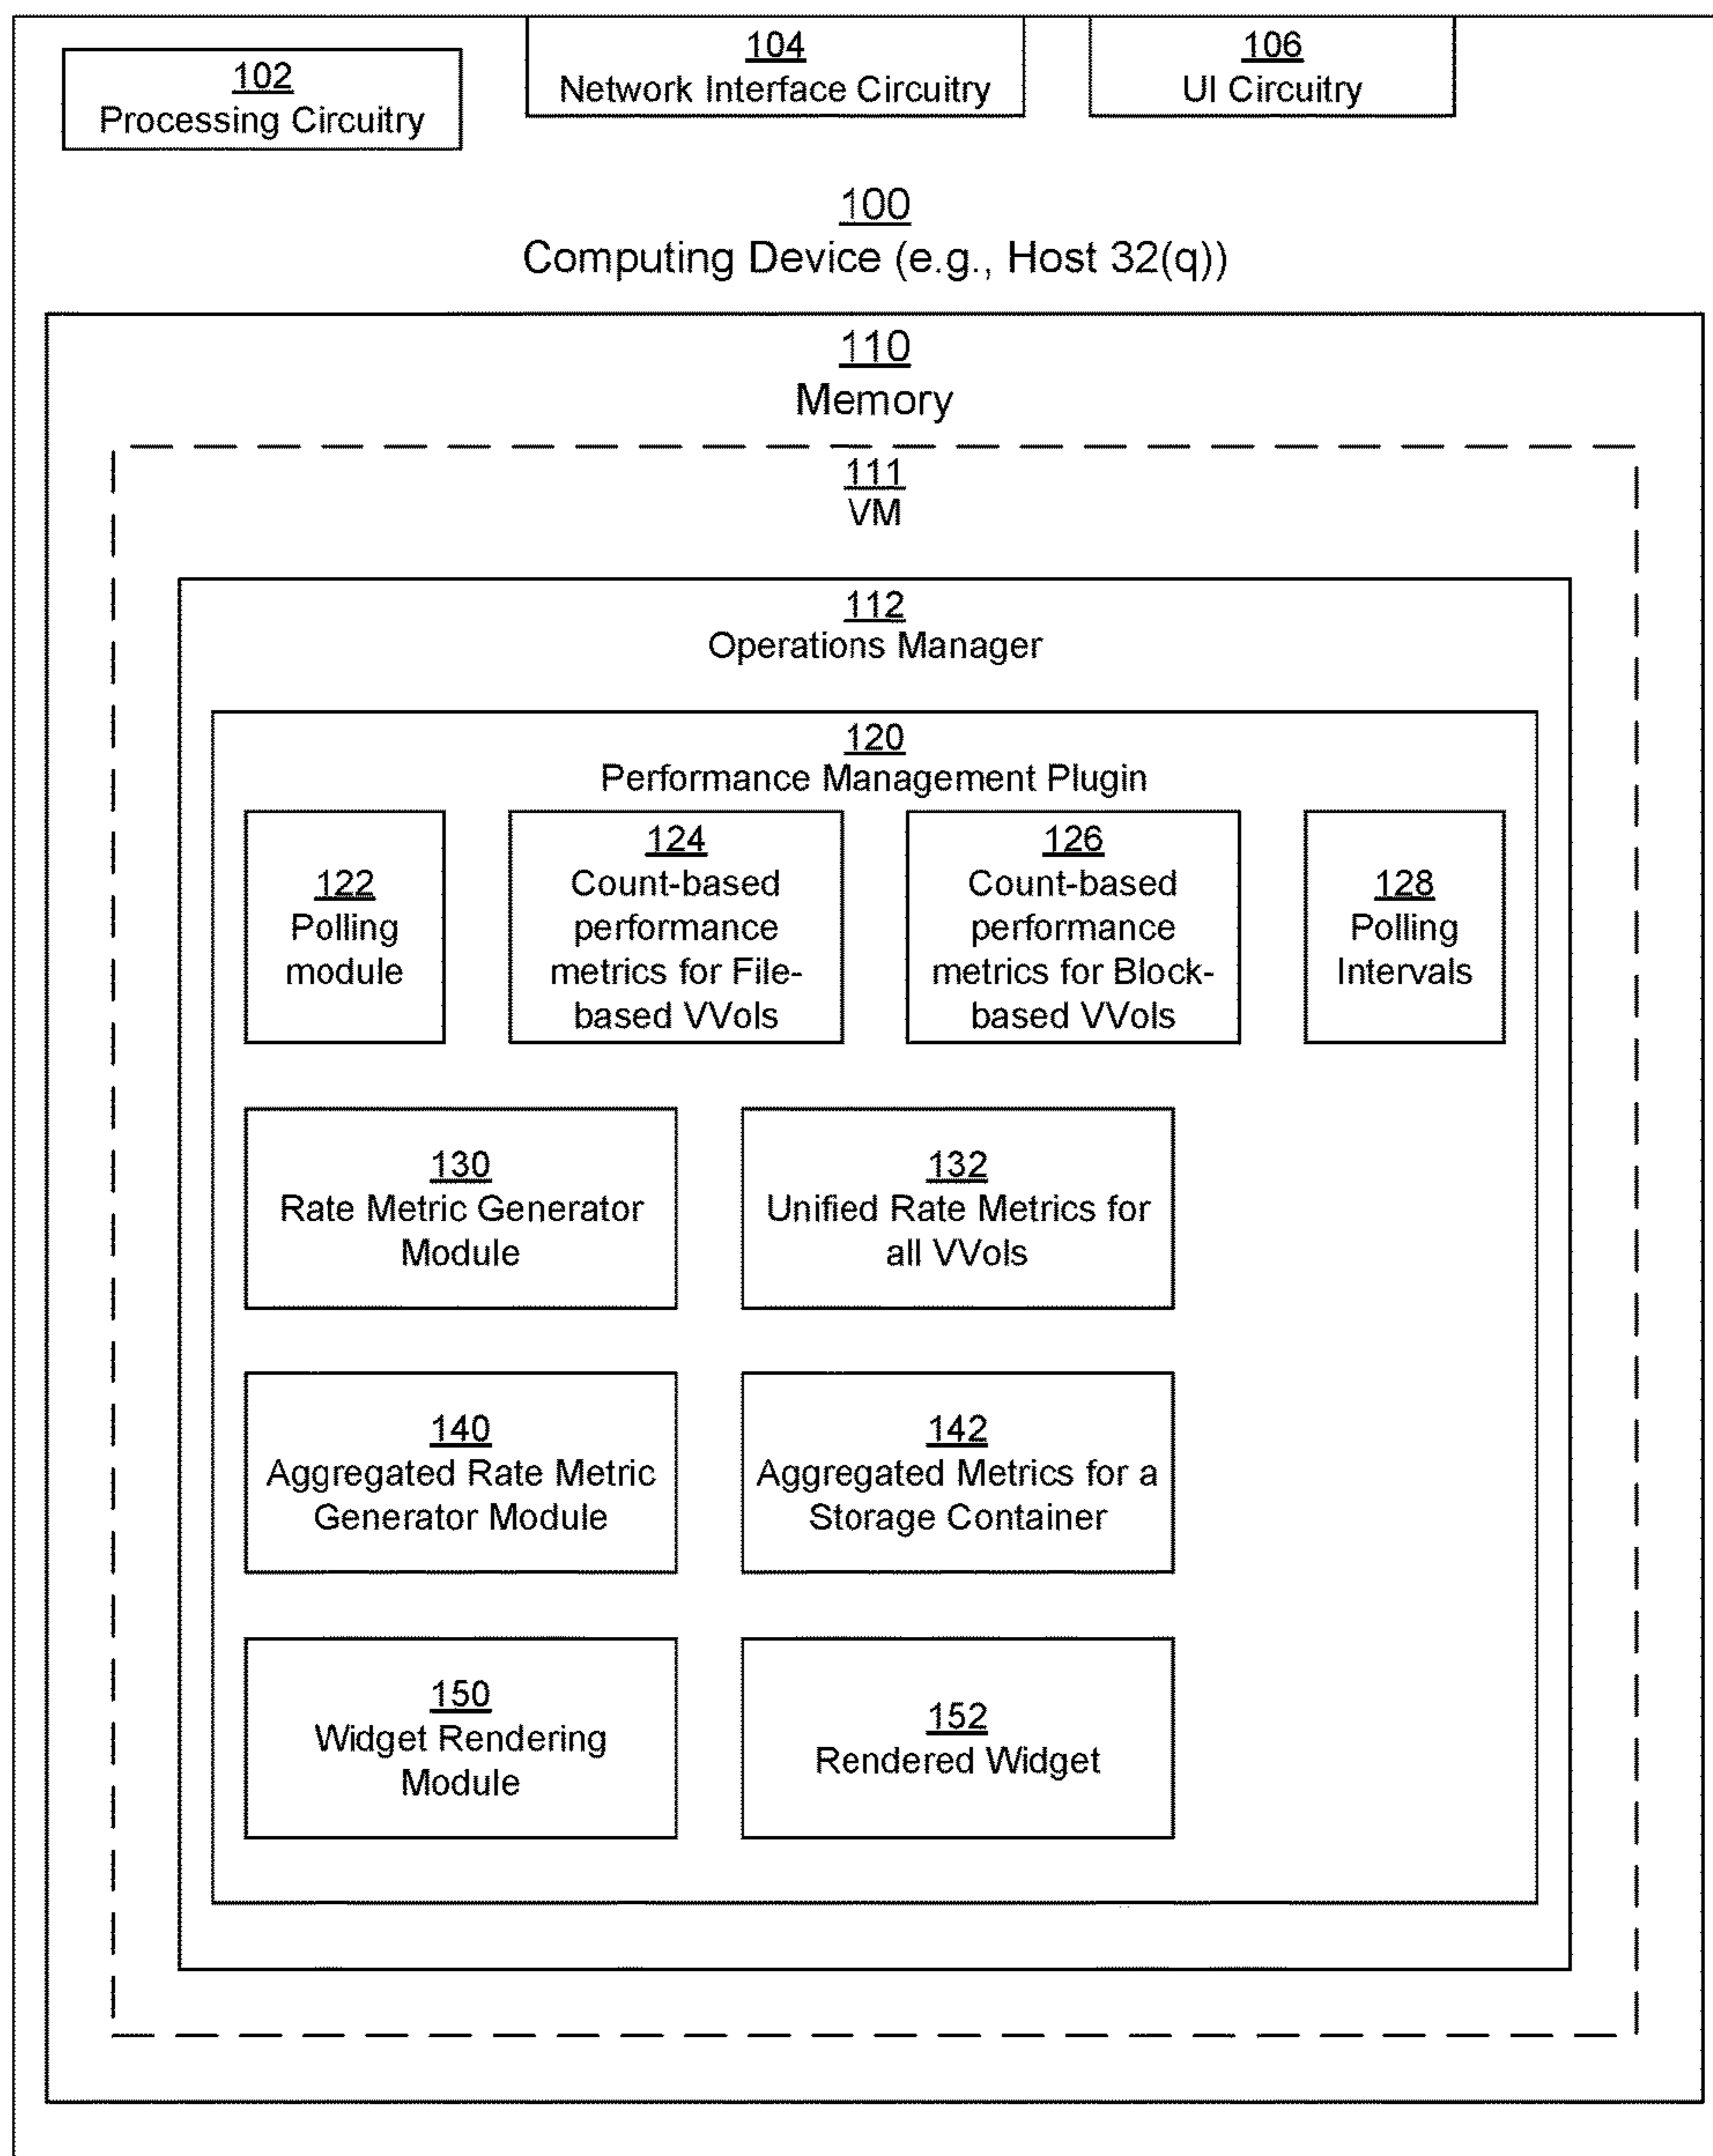 102
Processing Circuitry
104
Network Interface Circuitry
106
UI Circuitry
100
Computing Device (e.g., Host 32(q))
110
Memory
111
VM
112
Operations Manager
120
Performance Management Plugin
122
Polling
module
124
Count-based
performance
metrics for File-
based VVols
126
Count-based
performance
metrics for Block-
based VVols
128
Polling
Intervals
130
Rate Metric Generator
Module
132
Unified Rate Metrics for
all VVols
140
Aggregated Rate Metric
Generator Module
142
Aggregated Metrics for a
Storage Container
150
Widget Rendering
Module
152
Rendered Widget